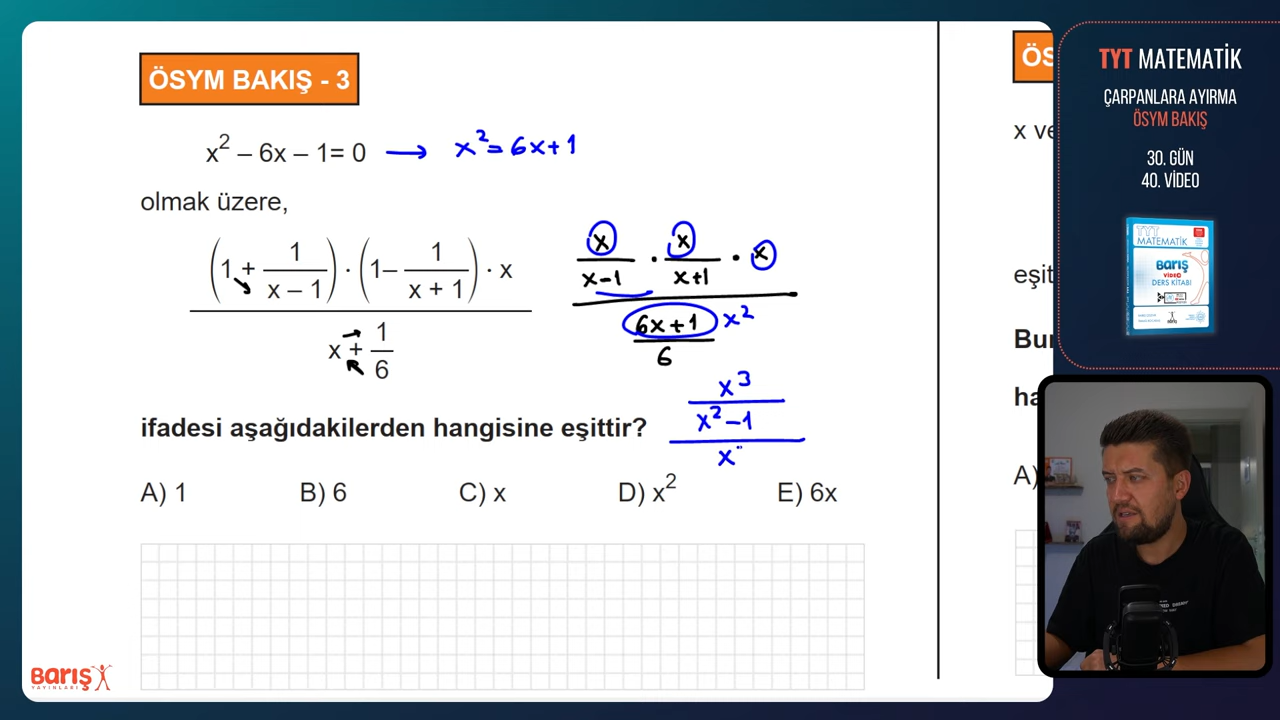 ÖSYM BAKIŞ - 3
x² – 6x – 1= 0 → x² = 6x+1
olmak üzere,
(1 + 1/(x – 1)) · (1– 1/(x + 1)) · x
x + 1/6
x/(x-1) · x/(x+1) · x
(6x+1)/6 x²
x³
x² -1
x
ifadesi aşağıdakilerden hangisine eşittir?
A) 1 B) 6 C) x D) x² E) 6x
BARIŞ
YAYINLARI
ÖS
x ve
eşit
Bu
ha
A)
TYT MATEMATİK
ÇARPANLARA AYIRMA
ÖSYM BAKIŞ
30. GÜN
40. VİDEO
TYT
MATEMATİK
BARIŞ
VİDEO
DERS KİTABI